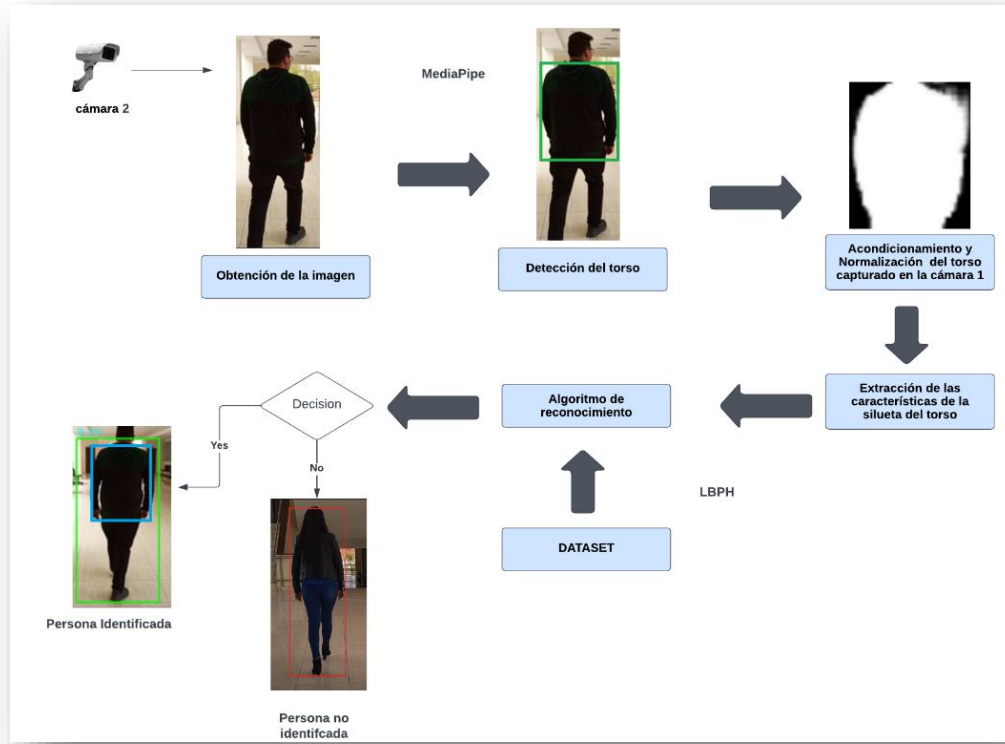 cámara 2
MediaPipe
Obtención de la imagen
Detección del torso
Acondicionamiento y
Normalización del torso
capturado en la cámara 1
Extracción de las
características de la
silueta del torso
Algoritmo de
reconocimiento
LBPH
DATASET
Decision
Yes
No
Persona Identificada
Persona no
identifcada